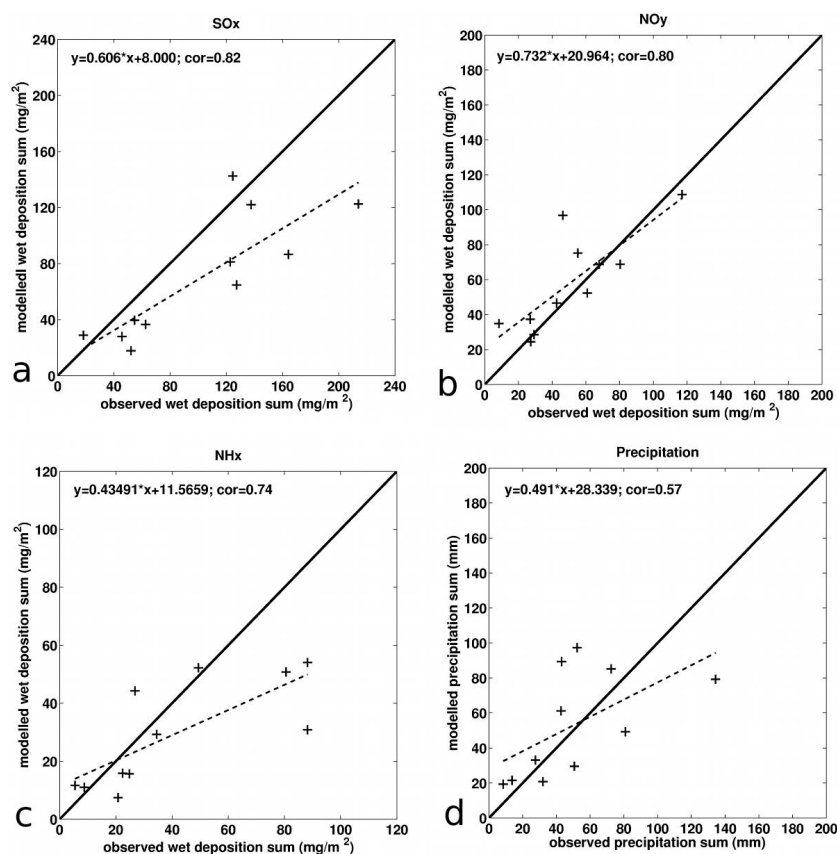 SOx
y=0.606*x+8.000; cor=0.82
modelledl wet deposition sum (mg/m²)
240
200
160
120
80
40
0
0 40 80 120 160 200 240
observed wet deposition sum (mg/m²)
a
NOy
y=0.732*x+20.964; cor=0.80
modelled wet deposition sum (mg/m²)
200
180
160
140
120
100
80
60
40
20
0
0 20 40 60 80 100 120 140 160 180 200
observed wet deposition sum (mg/m²)
b
NHx
y=0.43491*x+11.5659; cor=0.74
modelled wet deposition sum (mg/m²)
120
100
80
60
40
20
0
0 20 40 60 80 100 120
observed wet deposition sum (mg/m²)
c
Precipitation
y=0.491*x+28.339; cor=0.57
modelled precipitation sum (mm)
200
180
160
140
120
100
80
60
40
20
0
0 20 40 60 80 100 120 140 160 180 200
observed precipitation sum (mm)
d